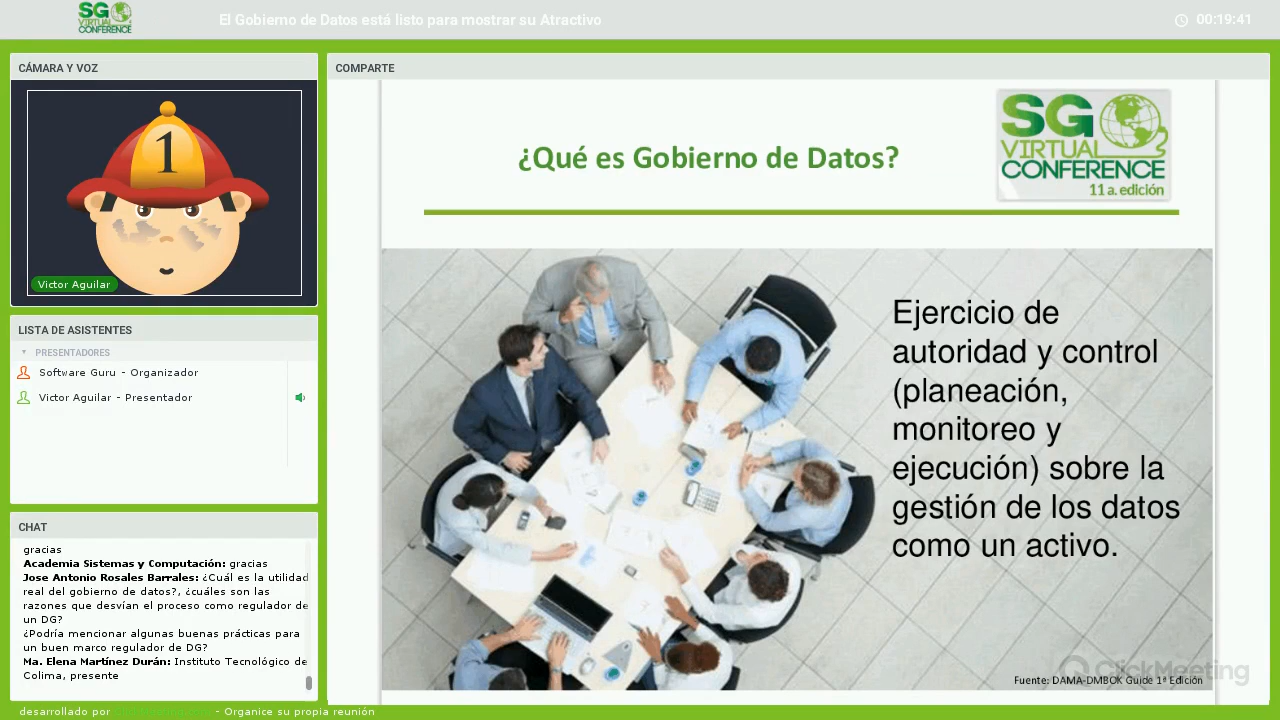 SG
VIRTUAL
CONFERENCE
El Gobierno de Datos está listo para mostrar su Atractivo
00:19:41
CÁMARA Y VOZ
1
Victor Aguilar
LISTA DE ASISTENTES
PRESENTADORES
Software Guru - Organizador
Victor Aguilar - Presentador
CHAT
gracias
Academia Sistemas y Computación: gracias
Jose Antonio Rosales Barrales: ¿Cuál es la utilidad
real del gobierno de datos?, ¿cuáles son las
razones que desvían el proceso como regulador de
un DG?
¿Podría mencionar algunas buenas prácticas para
un buen marco regulador de DG?
Ma. Elena Martínez Durán: Instituto Tecnológico de
Colima, presente
desarrollado por - Organice su propia reunión
COMPARTE
¿Qué es Gobierno de Datos?
SG
VIRTUAL
CONFERENCE
11 a. edición
Ejercicio de
autoridad y control
(planeación,
monitoreo y
ejecución) sobre la
gestión de los datos
como un activo.
ClickMeeting
Fuente: DAMA-DMBOK Guide 1ª Edición